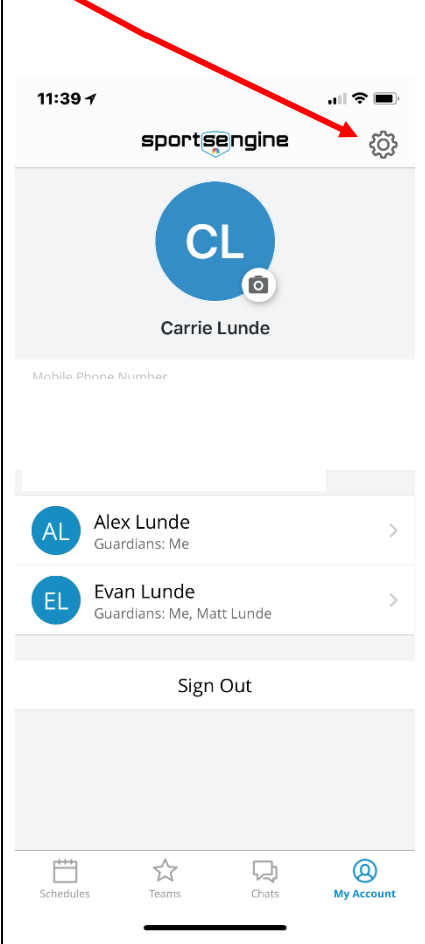 11:39
sportsengine
CL
Carrie Lunde
Mobile Phone Number
AL
Alex Lunde
Guardians: Me
EL
Evan Lunde
Guardians: Me, Matt Lunde
Sign Out
Schedules Teams Chats My Account